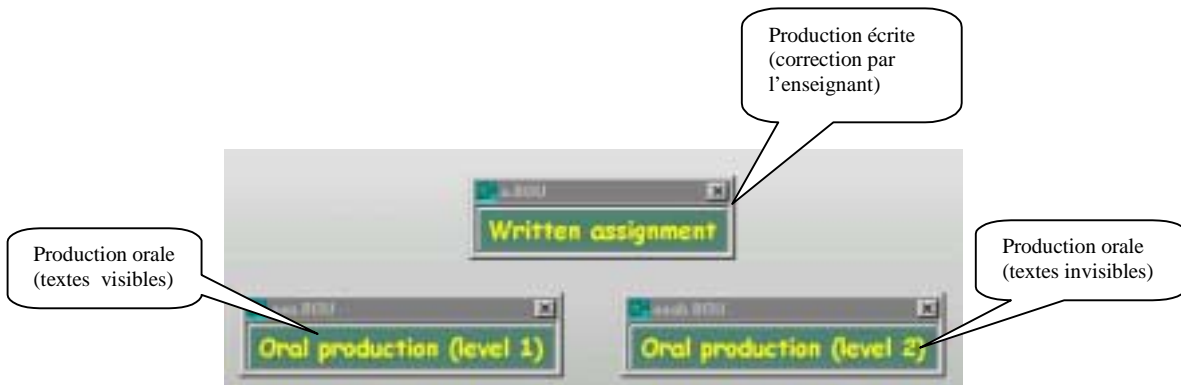 Production écrite
(correction par
l'enseignant)
Written assignment
Production orale
(textes visibles)
Production orale
(textes invisibles)
Oral production (level 1)
Oral production (level 2)